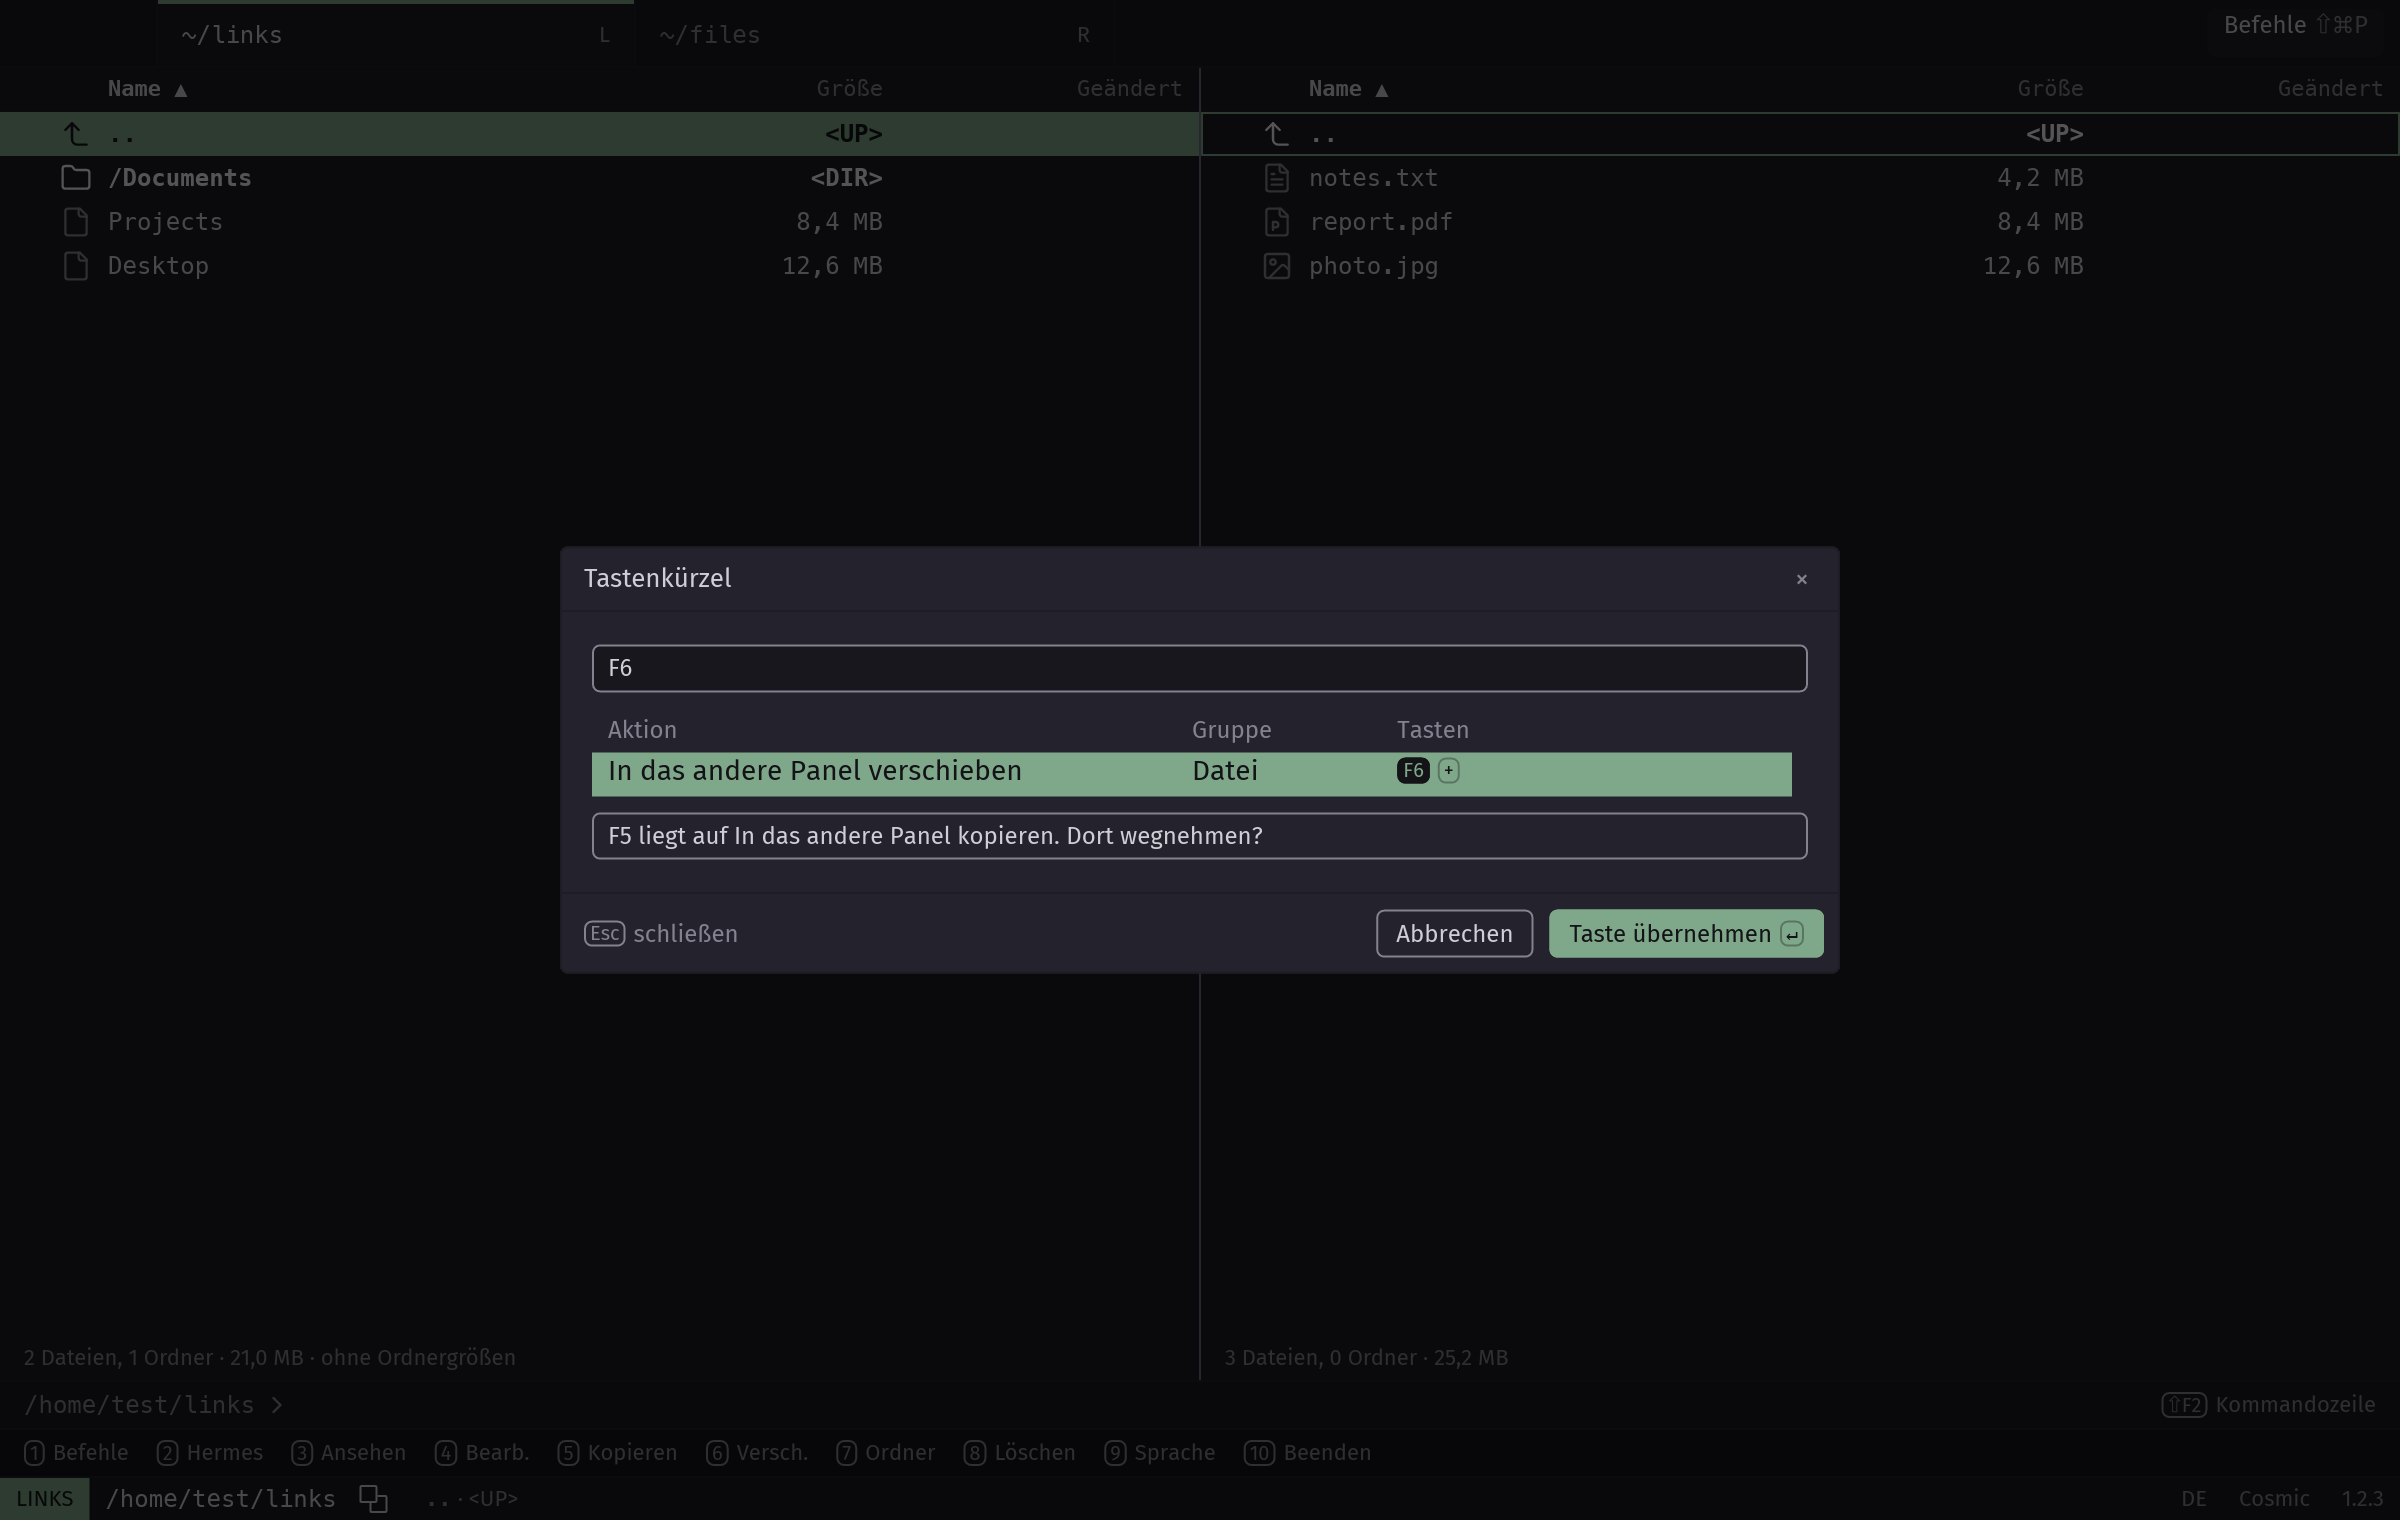 ~/links L ~/files R Befehle ⇧⌘P
Name ▲ Größe Geändert Name ▲ Größe Geändert
.. <UP> .. <UP>
/Documents <DIR> notes.txt 4,2 MB
Projects 8,4 MB report.pdf 8,4 MB
Desktop 12,6 MB photo.jpg 12,6 MB
Tastenkürzel ×
F6
Aktion Gruppe Tasten
In das andere Panel verschieben Datei F6 +
F5 liegt auf In das andere Panel kopieren. Dort wegnehmen?
Esc schließen Abbrechen Taste übernehmen ↵
2 Dateien, 1 Ordner · 21,0 MB · ohne Ordnergrößen 3 Dateien, 0 Ordner · 25,2 MB
/home/test/links > ⇧F2 Kommandozeile
1 Befehle 2 Hermes 3 Ansehen 4 Bearb. 5 Kopieren 6 Versch. 7 Ordner 8 Löschen 9 Sprache 10 Beenden
LINKS /home/test/links .. · <UP> DE Cosmic 1.2.3